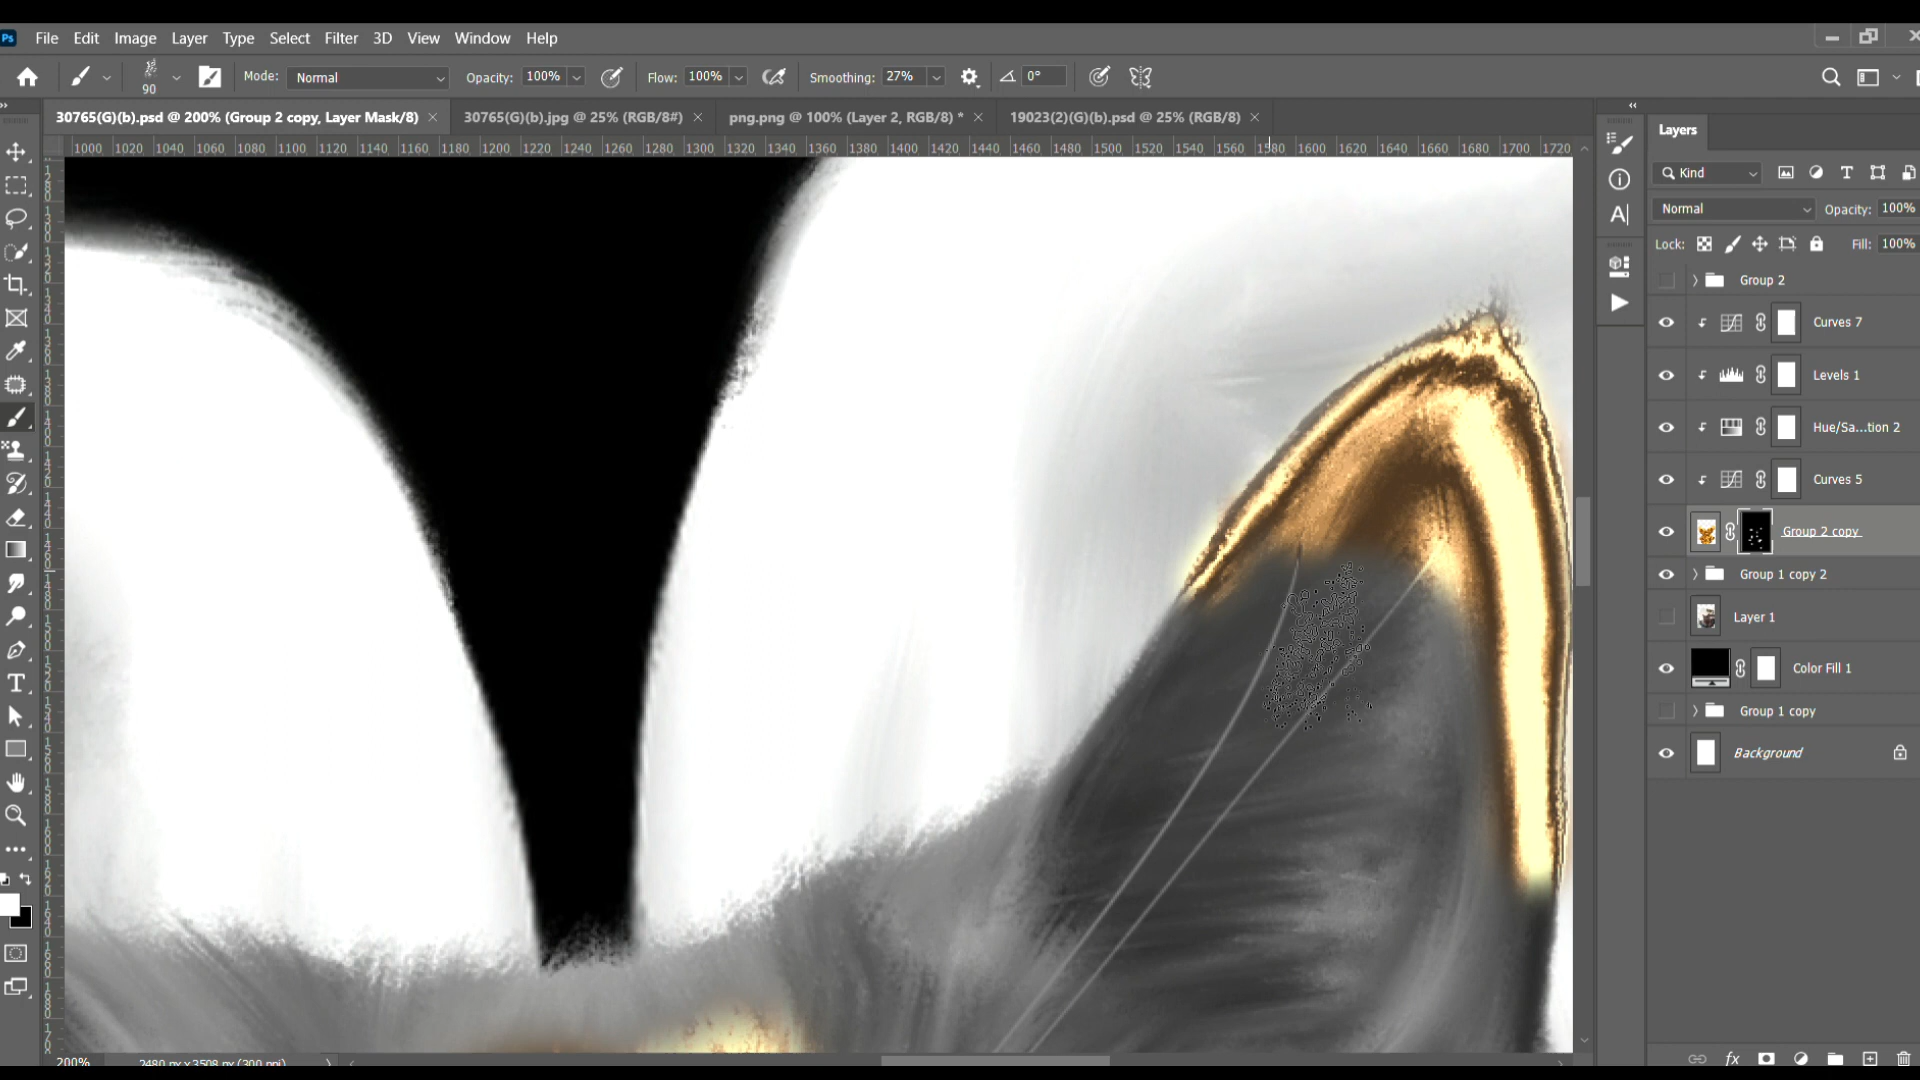 Ps File Edit Image Layer Type Select Filter 3D View Window Help
90 Mode: Normal Opacity: 100% Flow: 100% Smoothing: 27% 0°
30765(G)(b).psd @ 200% (Group 2 copy, Layer Mask/8) 30765(G)(b).jpg @ 25% (RGB/8#) png.png @ 100% (Layer 2, RGB/8) * 19023(2)(G)(b).psd @ 25% (RGB/8)
1000 1020 1040 1060 1080 1100 1120 1140 1160 1180 1200 1220 1240 1260 1280 1300 1320 1340 1360 1380 1400 1420 1440 1460 1480 1500 1520 1540 1560 1580 1600 1620 1640 1660 1680 1700 1720
Layers
Kind
Normal Opacity: 100%
Lock: Fill: 100%
Group 2
Curves 7
Levels 1
Hue/Sa...tion 2
Curves 5
Group 2 copy
Group 1 copy 2
Layer 1
Color Fill 1
Group 1 copy
Background
200% 2480 px x 3508 px (300 ppi)